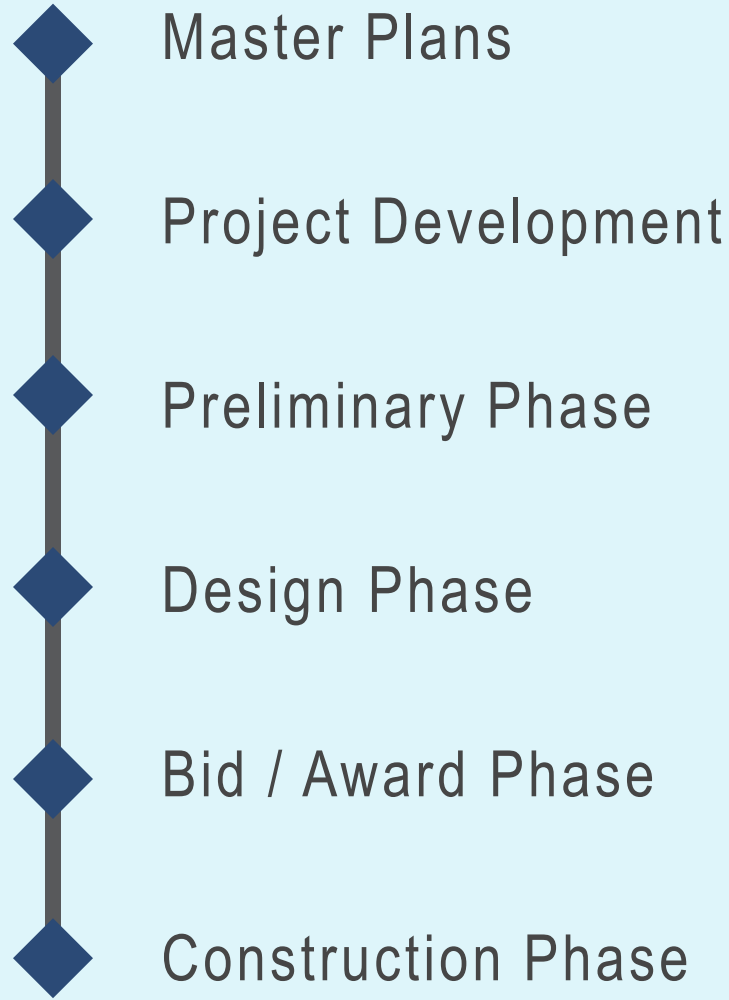 Master Plans
Project Development
Preliminary Phase
Design Phase
Bid / Award Phase
Construction Phase